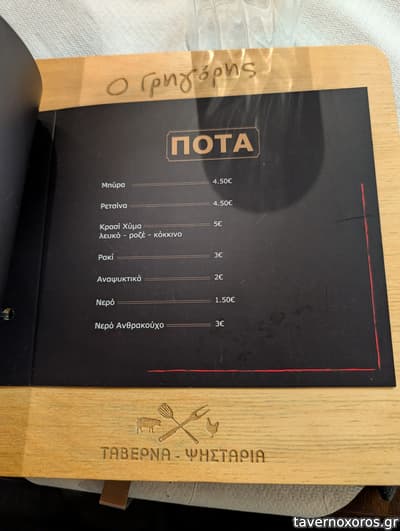 Ο Γρηγόρης
ΠΟΤΑ
Μπύρα 4.50€
Ρετσίνα 4.50€
Κρασί Χύμα 5€
λευκό - ροζέ - κόκκινο
Ρακί 3€
Αναψυκτικά 2€
Νερό 1.50€
Νερό Ανθρακούχο 3€
ΤΑΒΕΡΝΑ - ΨΗΣΤΑΡΙΑ
tavernoxoros.gr